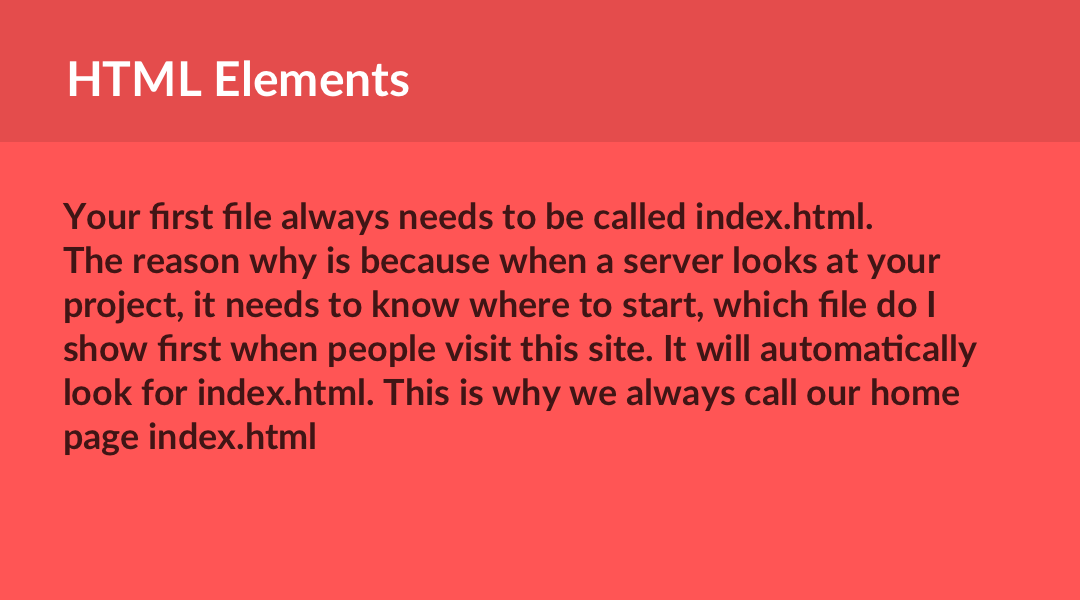 HTML Elements
Your first file always needs to be called index.html.
The reason why is because when a server looks at your
project, it needs to know where to start, which file do I
show first when people visit this site. It will automatically
look for index.html. This is why we always call our home
page index.html